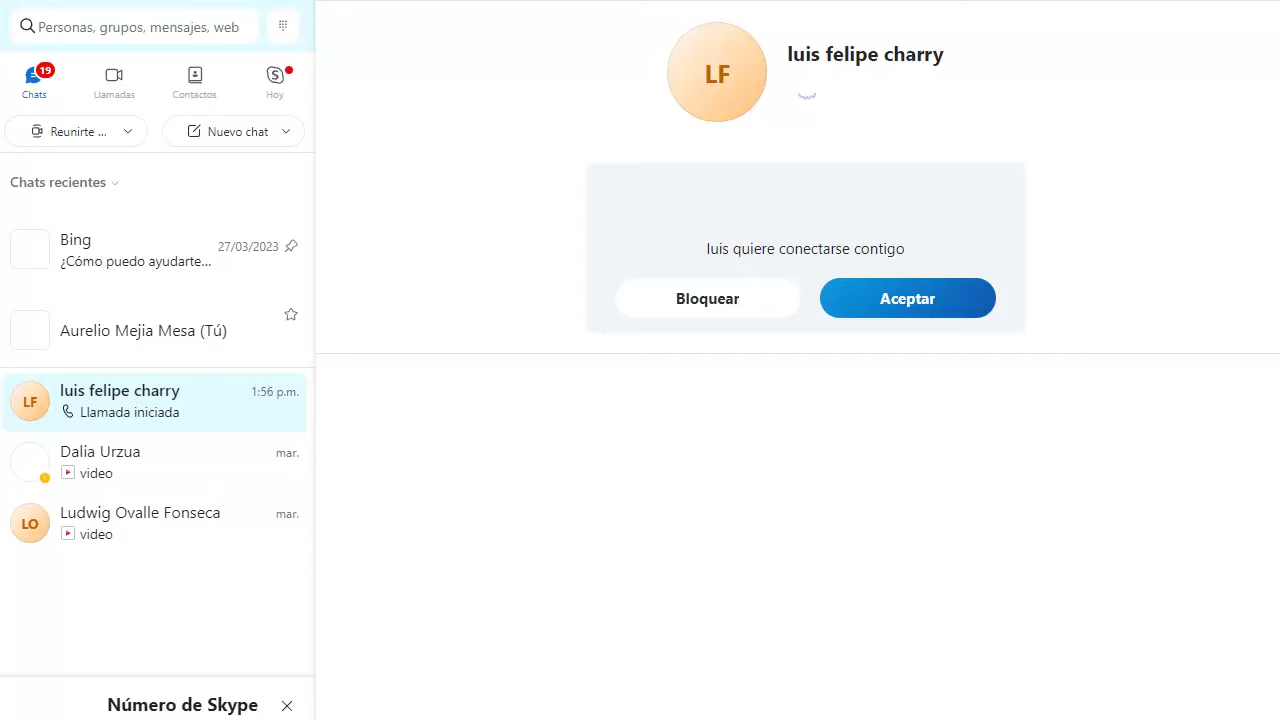 Personas, grupos, mensajes, web
19
Chats
Llamadas
Contactos
Hoy
Reunirte ...
Nuevo chat
Chats recientes
Bing
27/03/2023
¿Cómo puedo ayudarte...
Aurelio Mejia Mesa (Tú)
LF
luis felipe charry
1:56 p.m.
Llamada iniciada
Dalia Urzua
mar.
video
LO
Ludwig Ovalle Fonseca
mar.
video
Número de Skype
LF
luis felipe charry
luis quiere conectarse contigo
Bloquear
Aceptar